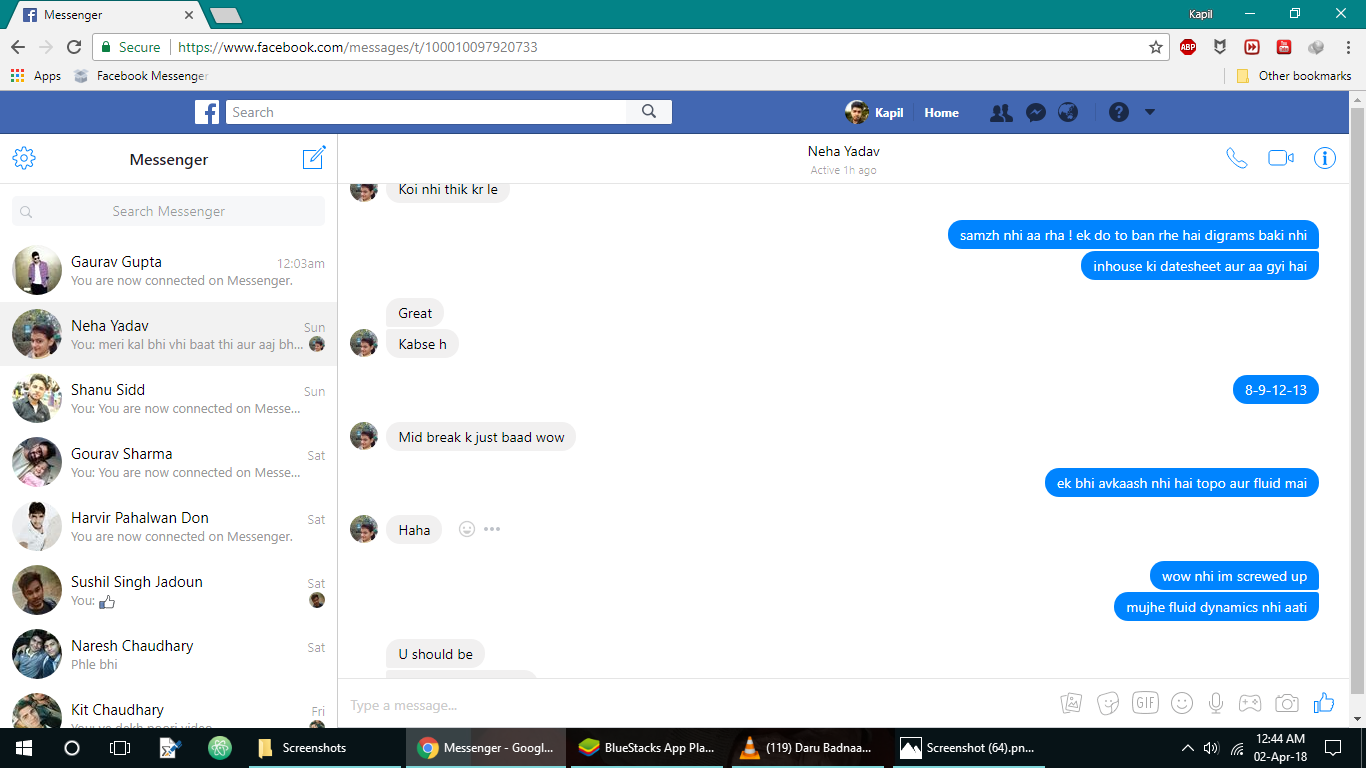 Messenger
Kapil
Secure
https://www.facebook.com/messages/t/100010097920733
ABP
Apps
Facebook Messenger
Other bookmarks
Search
Kapil
Home
Messenger
Neha Yadav
Active 1h ago
Search Messenger
Gaurav Gupta
12:03am
You are now connected on Messenger.
Neha Yadav
Sun
You: meri kal bhi vhi baat thi aur aaj bh...
Shanu Sidd
Sun
You: You are now connected on Messe...
Gourav Sharma
Sat
You: You are now connected on Messe...
Harvir Pahalwan Don
Sat
You are now connected on Messenger.
Sushil Singh Jadoun
Sat
You:
Naresh Chaudhary
Sat
Phle bhi
Kit Chaudhary
Fri
Koi nhi thik kr le
samzh nhi aa rha ! ek do to ban rhe hai digrams baki nhi
inhouse ki datesheet aur aa gyi hai
Great
Kabse h
8-9-12-13
Mid break k just baad wow
ek bhi avkaash nhi hai topo aur fluid mai
Haha
wow nhi im screwed up
mujhe fluid dynamics nhi aati
U should be
Type a message...
GIF
Screenshots
Messenger - Googl...
BlueStacks App Pla...
(119) Daru Badnaa...
Screenshot (64).pn...
12:44 AM
02-Apr-18